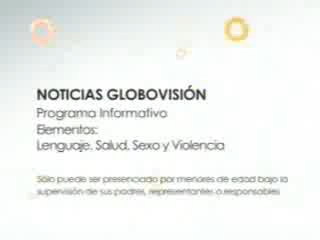 NOTICIAS GLOBOVISIÓN
Programa Informativo
Elementos:
Lenguaje, Salud, Sexo y Violencia
Sólo puede ser presenciado por menores de edad bajo la
supervisión de sus padres, representantes o responsables